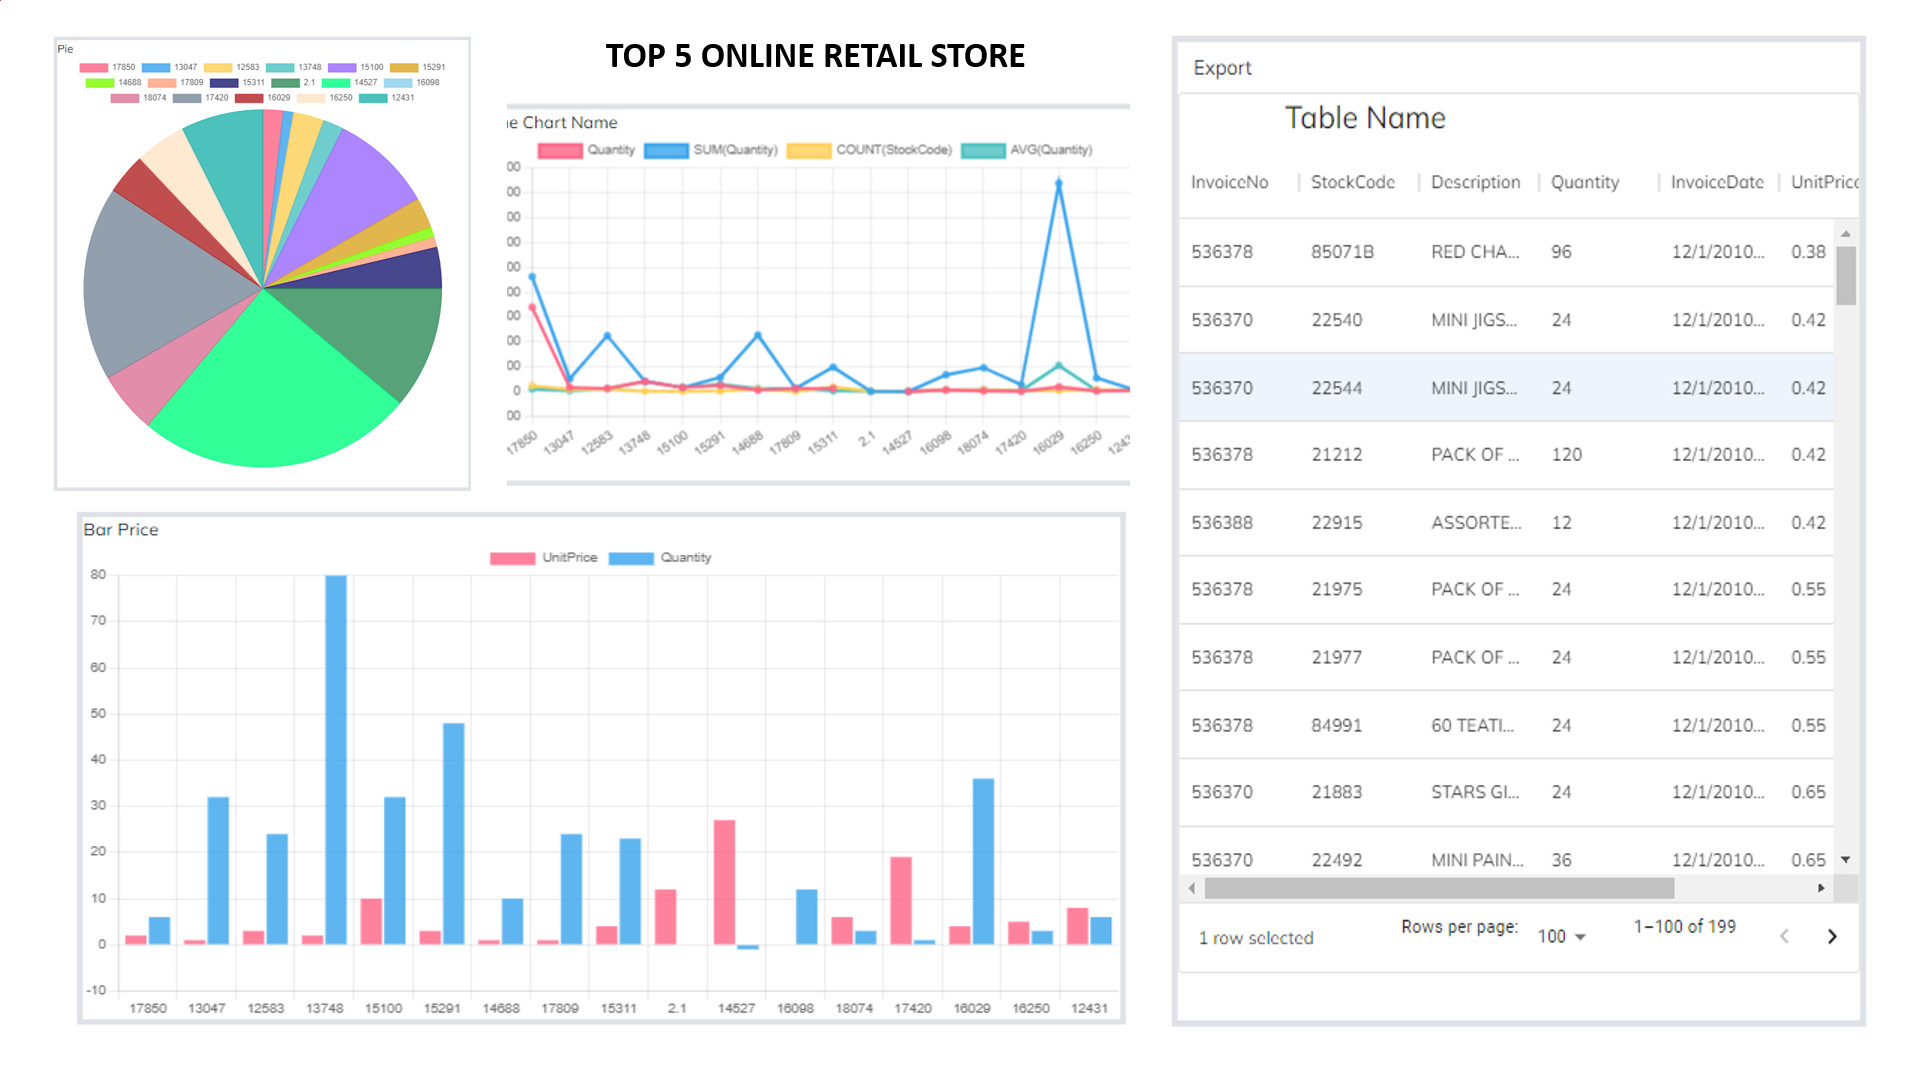 TOP 5 ONLINE RETAIL STORE
Pie
17850 13047 12583 13748 15100 15291
14688 17809 15311 2.1 14527 16098
18074 17420 16029 16250 12431
e Chart Name
Quantity SUM(Quantity) COUNT(StockCode) AVG(Quantity)
00
00
00
00
00
00
00
00
00
0
00
17850 13047 12583 13748 15100 15291 14688 17809 15311 2.1 14527 16098 18074 17420 16029 16250 1243
Bar Price
UnitPrice Quantity
80
70
60
50
40
30
20
10
0
-10
17850 13047 12583 13748 15100 15291 14688 17809 15311 2.1 14527 16098 18074 17420 16029 16250 12431
Export
Table Name
InvoiceNo StockCode Description Quantity InvoiceDate UnitPric
536378 85071B RED CHA... 96 12/1/2010... 0.38
536370 22540 MINI JIGS... 24 12/1/2010... 0.42
536370 22544 MINI JIGS... 24 12/1/2010... 0.42
536378 21212 PACK OF ... 120 12/1/2010... 0.42
536388 22915 ASSORTE... 12 12/1/2010... 0.42
536378 21975 PACK OF ... 24 12/1/2010... 0.55
536378 21977 PACK OF ... 24 12/1/2010... 0.55
536378 84991 60 TEATI... 24 12/1/2010... 0.55
536370 21883 STARS GI... 24 12/1/2010... 0.65
536370 22492 MINI PAIN... 36 12/1/2010... 0.65
1 row selected Rows per page: 100 1–100 of 199